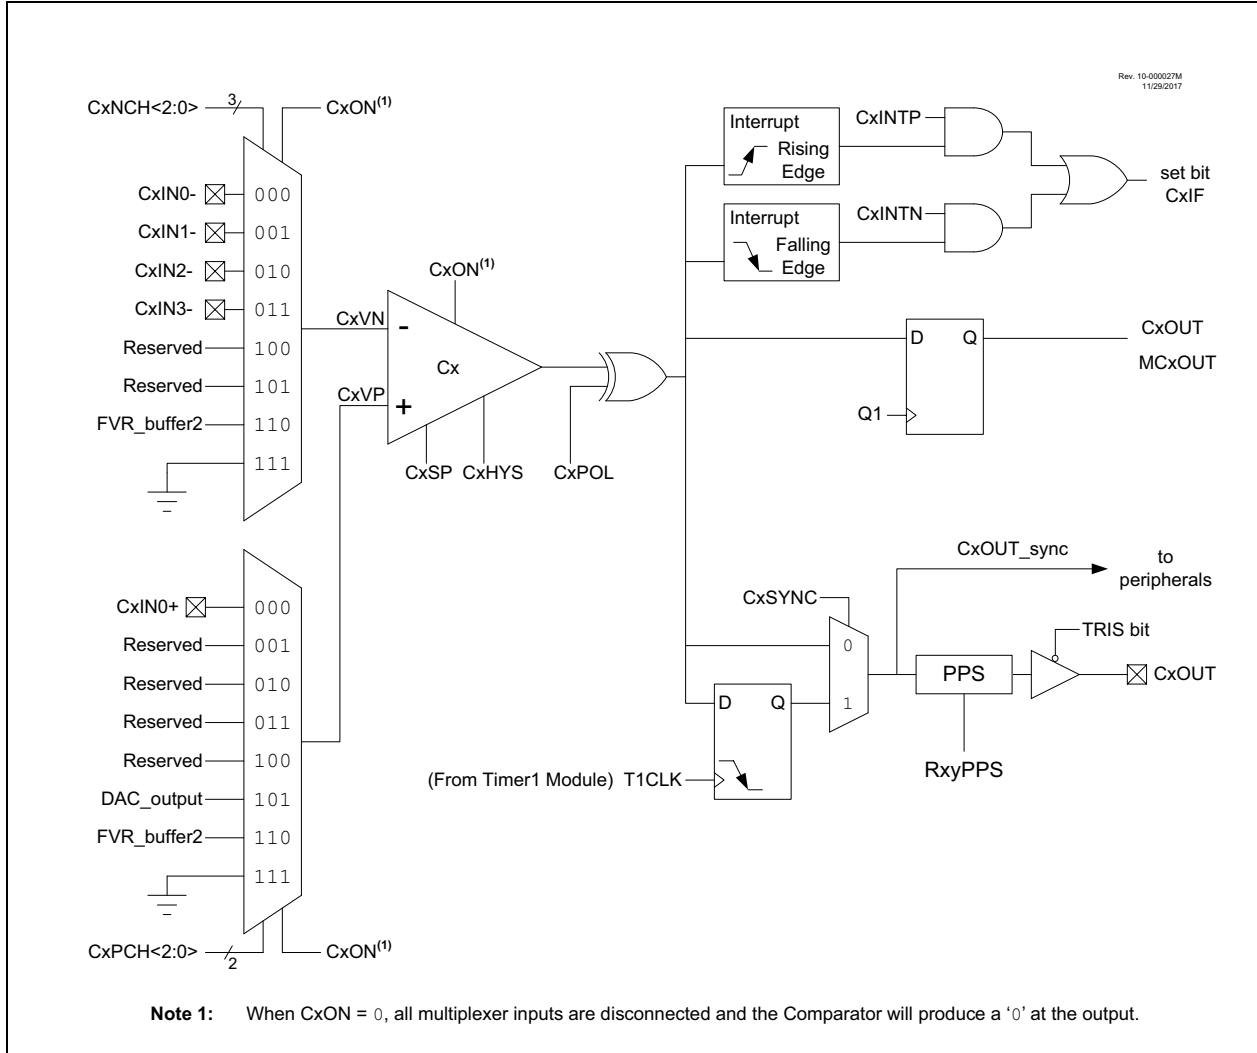 Rev. 10-000027M
11/29/2017
CxNCH<2:0>
3
CxON(1)
CxIN0-
000
CxIN1-
001
CxIN2-
010
CxIN3-
011
Reserved
100
Reserved
101
FVR_buffer2
110
111
CxVN
CxVP
CxON(1)
-
+
Cx
CxSP
CxHYS
CxPOL
Interrupt
Rising
Edge
CxINTP
Interrupt
Falling
Edge
CxINTN
set bit
CxIF
D
Q
Q1
CxOUT
MCxOUT
CxIN0+
000
Reserved
001
Reserved
010
Reserved
011
Reserved
100
DAC_output
101
FVR_buffer2
110
111
CxPCH<2:0>
2
CxON(1)
CxOUT_sync
to
peripherals
CxSYNC
0
1
TRIS bit
PPS
CxOUT
RxyPPS
D
Q
(From Timer1 Module) T1CLK
Note 1: When CxON = 0, all multiplexer inputs are disconnected and the Comparator will produce a ‘0’ at the output.